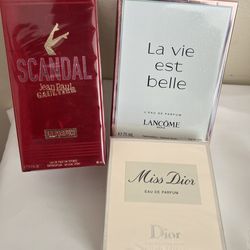 SCANDAL
Jean Paul
GAULTIER
La vie
est
belle
L'EAU DE PARFUM
LANCÔME
Miss Dior
EAU DE PARFUM
Dior